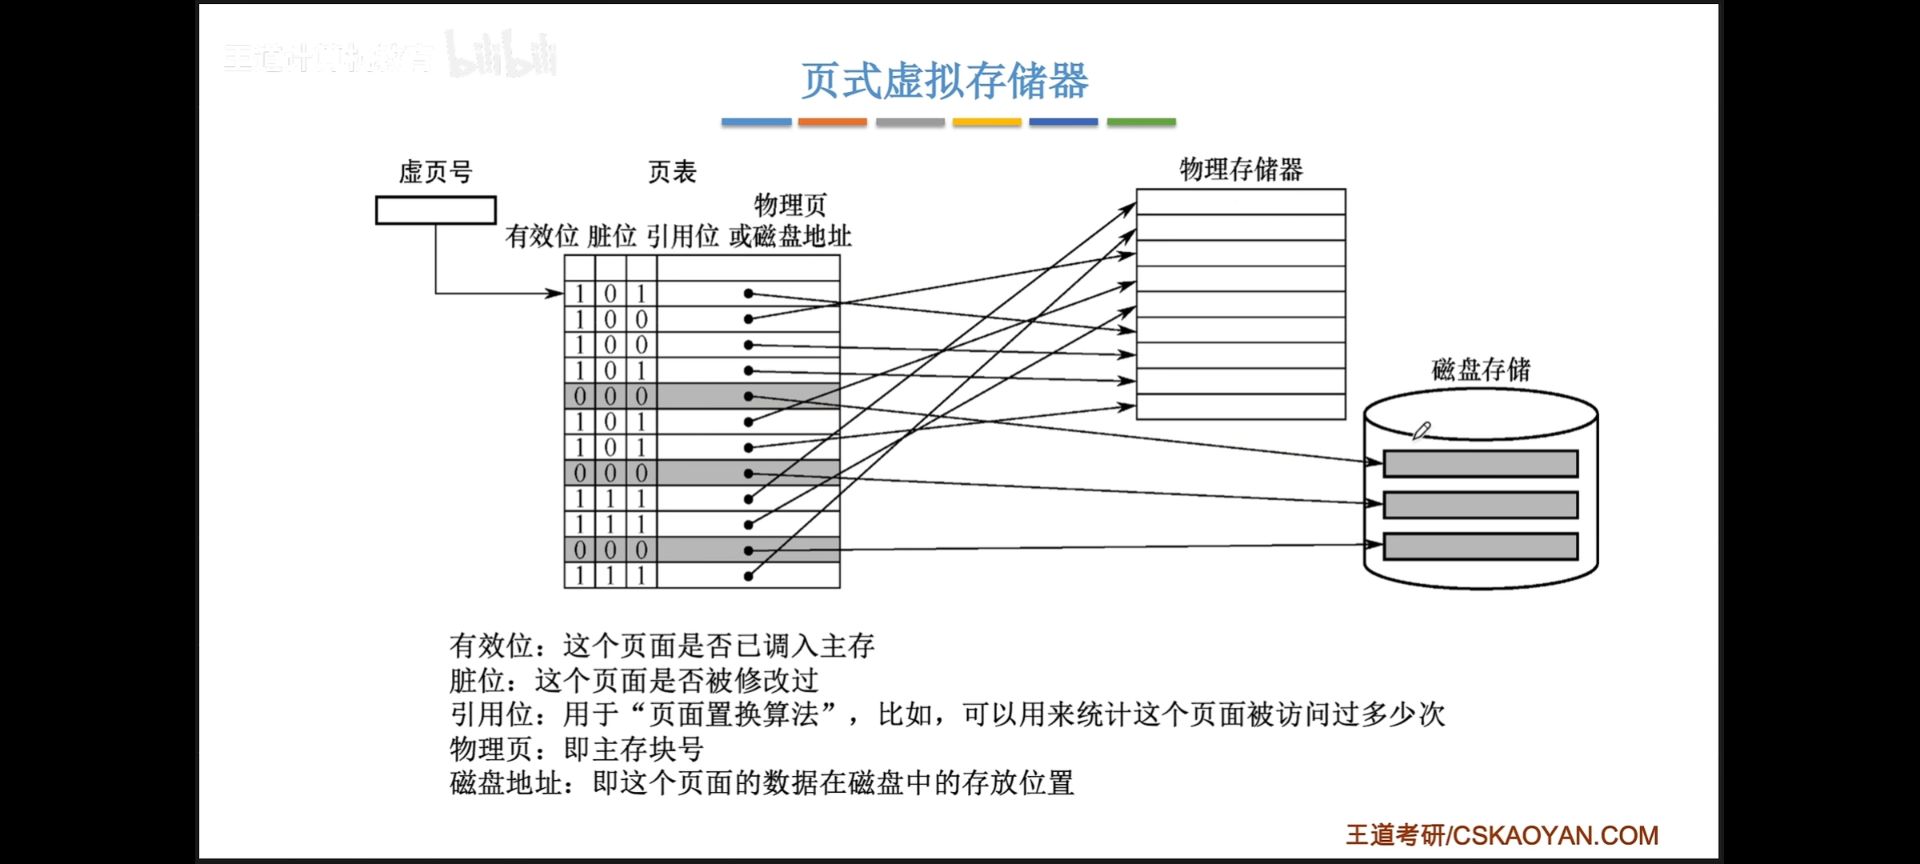 王道计算机教育 bilibili
页式虚拟存储器
虚页号
页表
物理存储器
物理页
有效位 脏位 引用位 或磁盘地址
1 0 1
1 0 0
1 0 0
1 0 1
0 0 0
1 0 1
1 0 1
0 0 0
1 1 1
1 1 1
0 0 0
1 1 1
磁盘存储
有效位：这个页面是否已调入主存
脏位：这个页面是否被修改过
引用位：用于“页面置换算法”，比如，可以用来统计这个页面被访问过多少次
物理页：即主存块号
磁盘地址：即这个页面的数据在磁盘中的存放位置
王道考研/CSKAOYAN.COM